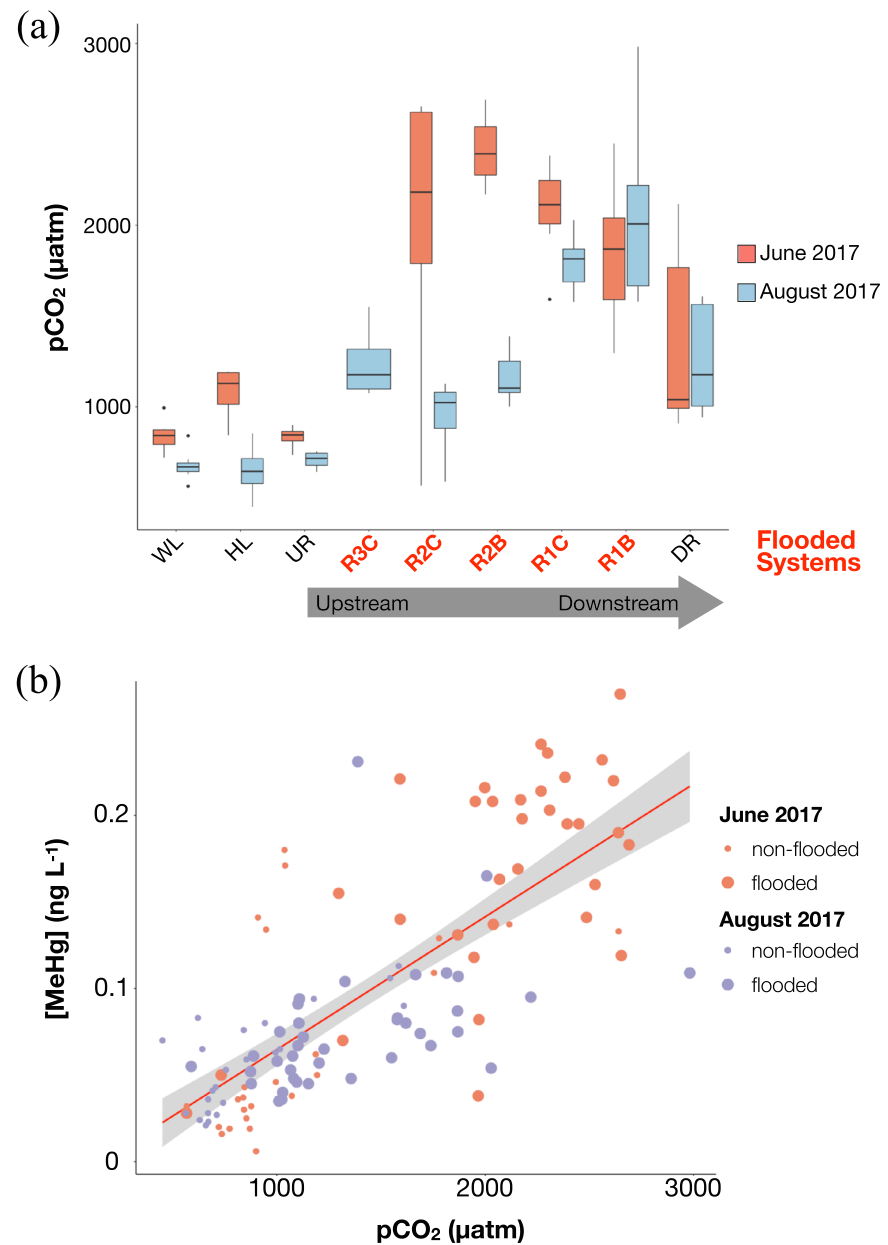 (a)
3000
2000
1000
pCO₂ (µatm)
June 2017
August 2017
WL
HL
UR
R3C
R2C
R2B
R1C
R1B
DR
Flooded
Systems
Upstream
Downstream
(b)
0.2
0.1
0
[MeHg] (ng L⁻¹)
June 2017
non-flooded
flooded
August 2017
non-flooded
flooded
1000
2000
3000
pCO₂ (µatm)